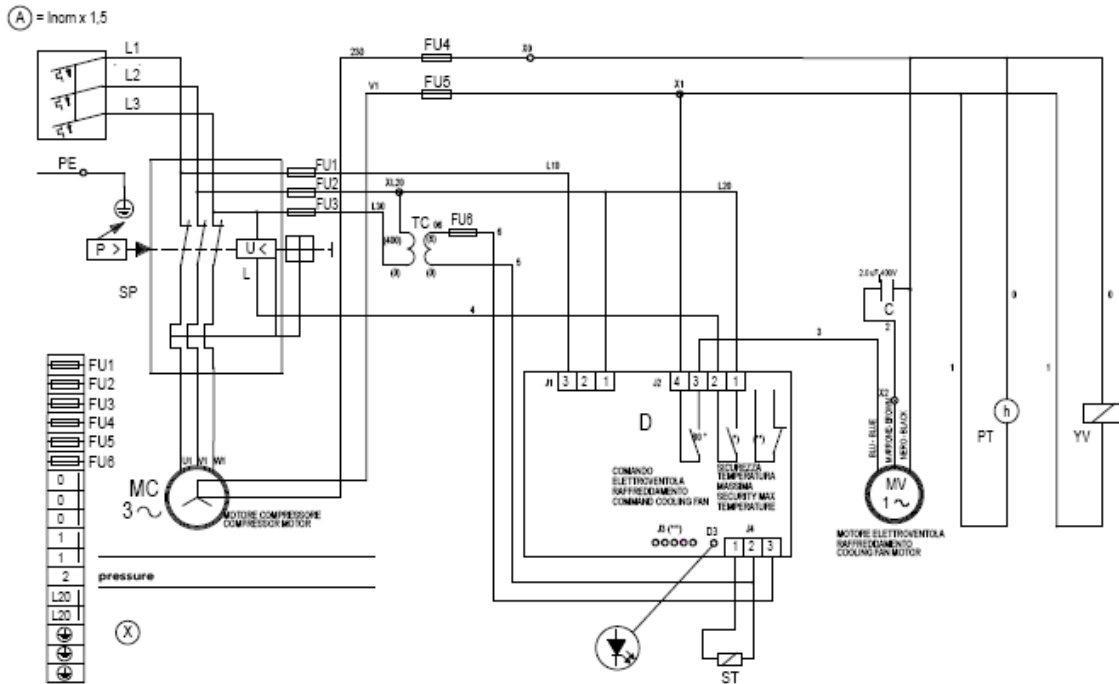 A = Inom x 1,5
L1
L2
L3
PE
P >
SP
U <
L
FU1
FU2
FU3
L30
XL20
TC
06
FU6
(400)
(0)
(0)
6
5
4
230
FU4
X0
V1
FU5
X1
L10
L20
2.0 uF, 400V
C
2
3
0
0
1
1
X2
BLU - BLUE
NERO - BLACK
h
PT
YV
J1
3 2 1
J2
4 3 2 1
D
COMANDO
ELETTROVENTOLA
RAFFREDDAMENTO
COMMAND COOLING FAN
SICUREZZA
TEMPERATURA
MASSIMA
SECURITY MAX
TEMPERATURE
J3 (**)
D3
J4
1 2 3
ST
MV
1 ~
MOTORE ELETTROVENTOLA
RAFFREDDAMENTO
COOLING FAN MOTOR
FU1
FU2
FU3
FU4
FU5
FU6
0
0
0
1
1
2
L20
L20
U1 V1 W1
MC
3 ~
MOTORE COMPRESSORE
COMPRESSOR MOTOR
pressure
X